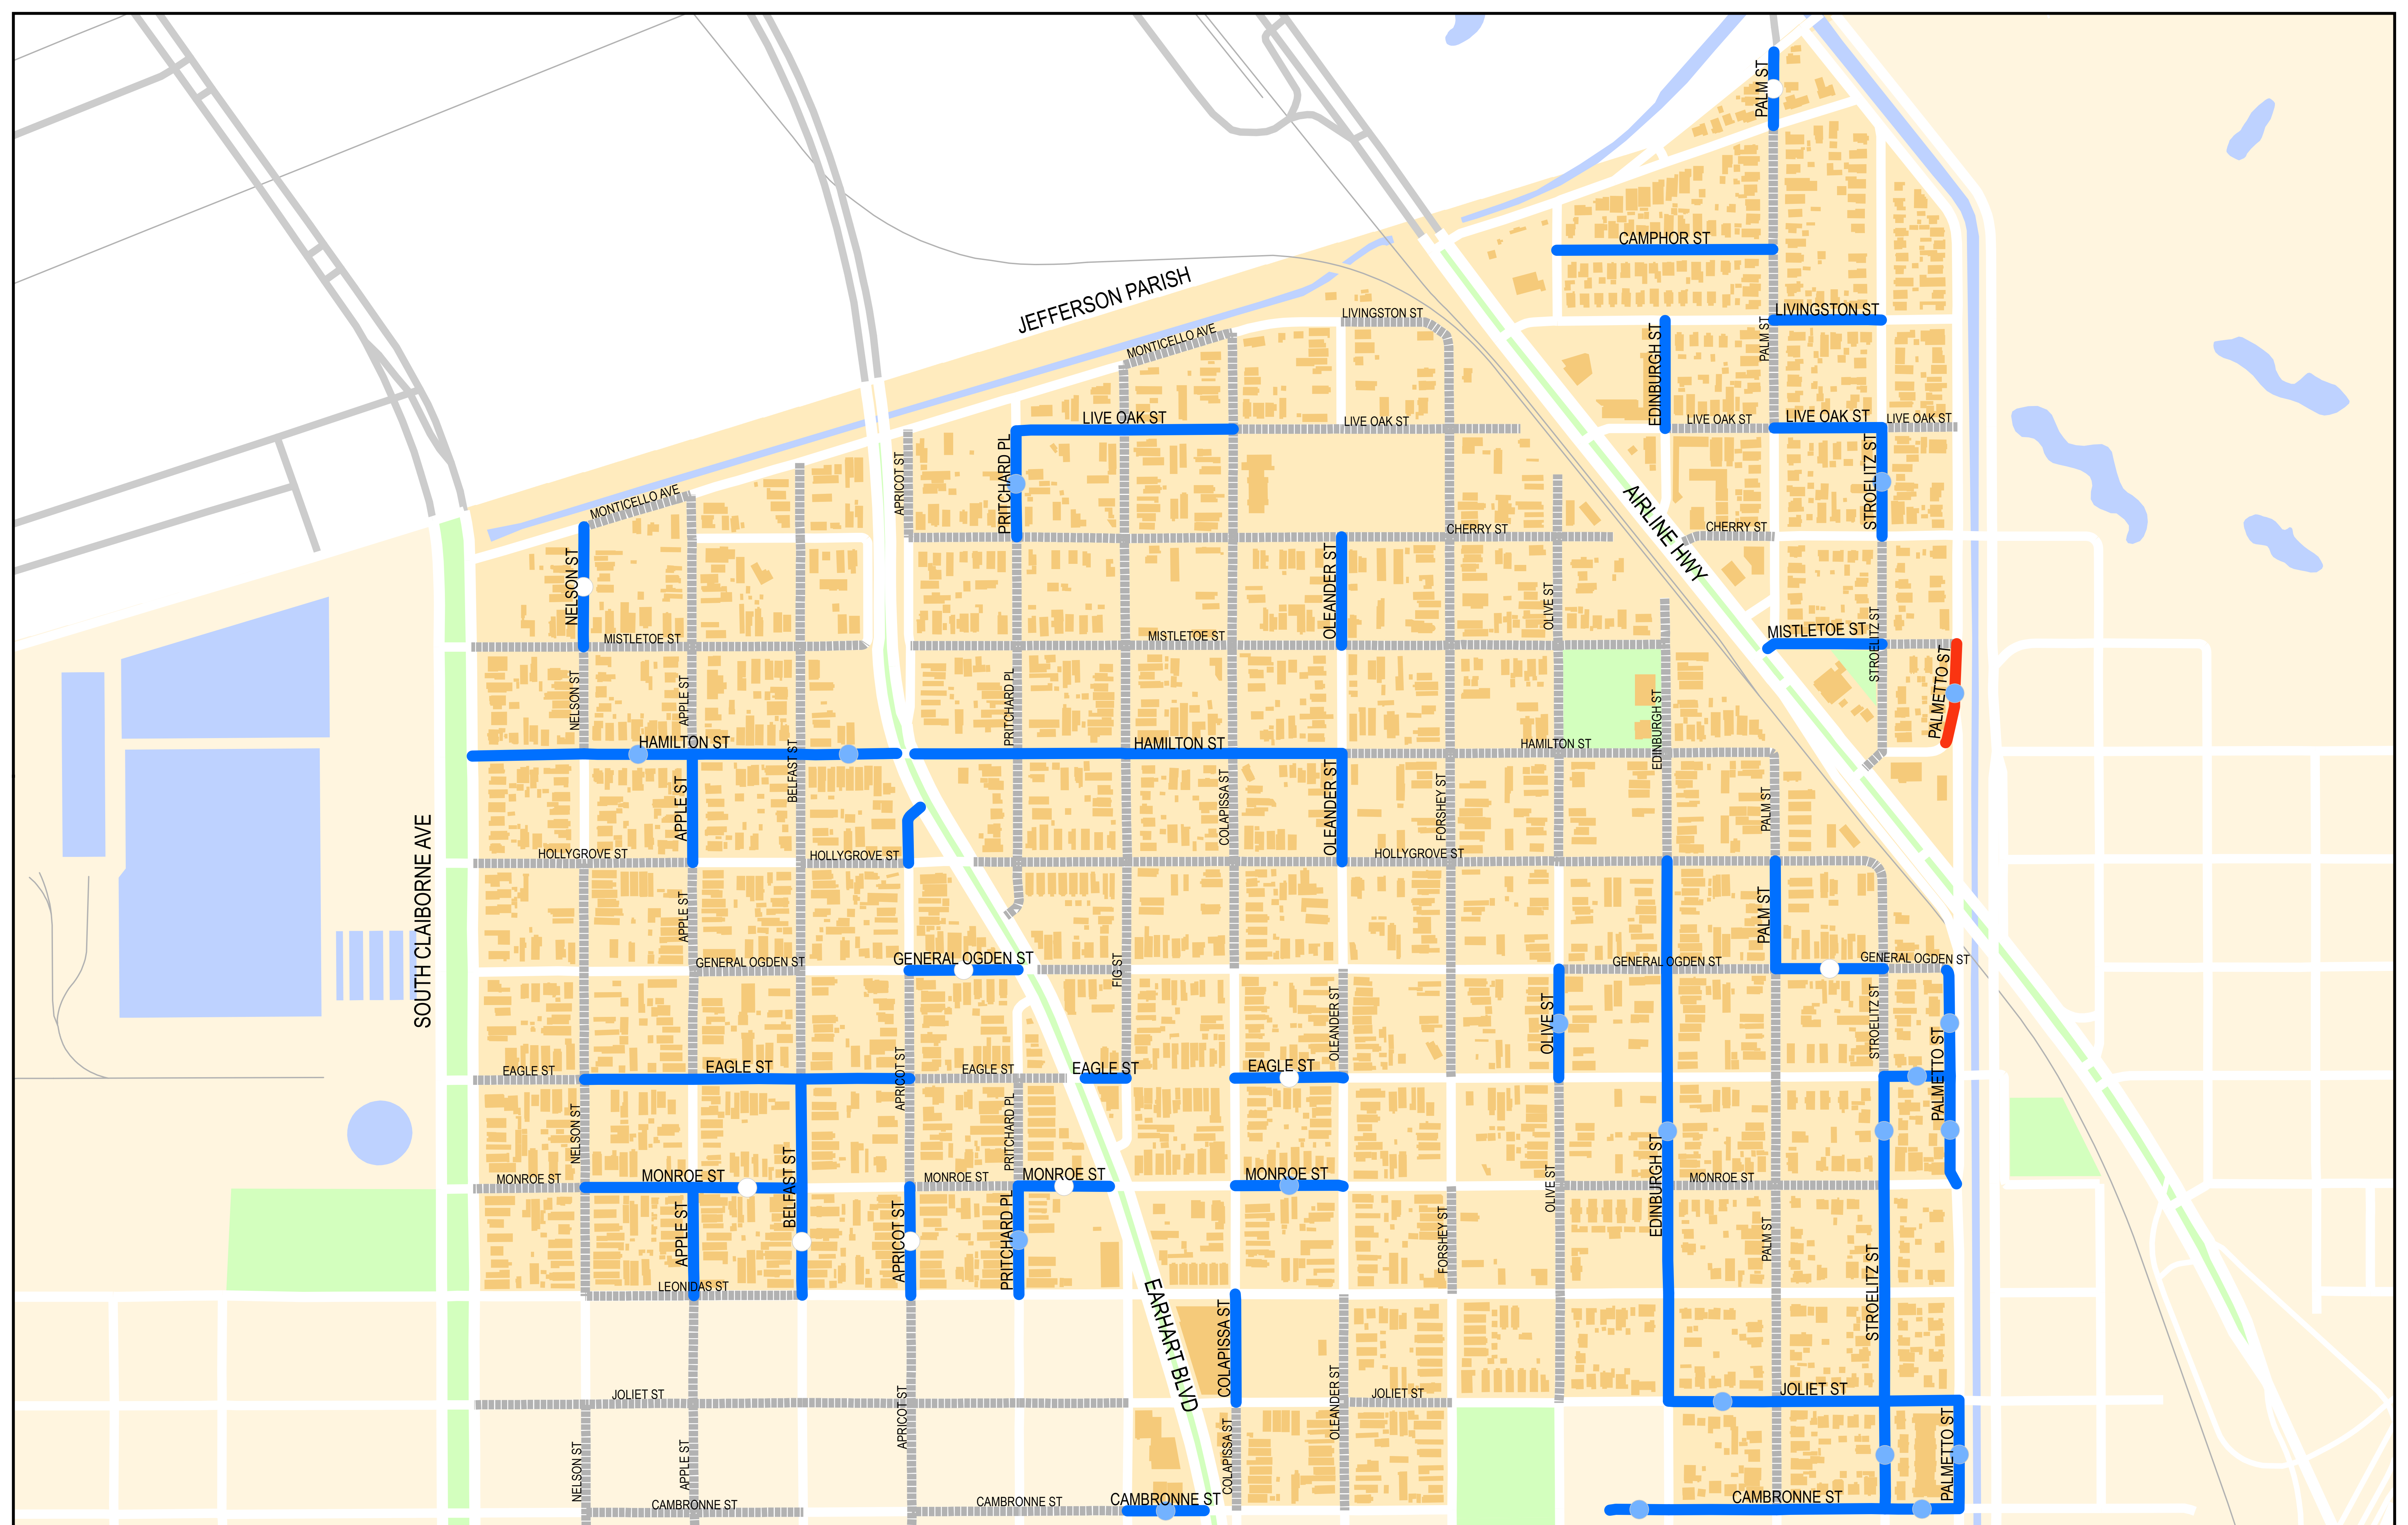 PALM ST
CAMPHOR ST
JEFFERSON PARISH
LIVINGSTON ST
LIVINGSTON ST
MONTICELLO AVE
EDINBURGH ST
PALM ST
LIVE OAK ST
LIVE OAK ST
LIVE OAK ST
LIVE OAK ST
LIVE OAK ST
APRICOT ST
PRITCHARD PL
STROELITZ ST
MONTICELLO AVE
AIRLINE HWY
CHERRY ST
CHERRY ST
NELSON ST
OLEANDER ST
OLIVE ST
MISTLETOE ST
MISTLETOE ST
MISTLETOE ST
STROELITZ ST
PALMETTO ST
NELSON ST
APPLE ST
PRITCHARD PL
EDINBURGH ST
HAMILTON ST
HAMILTON ST
HAMILTON ST
BELFAST ST
APPLE ST
COLAPISSA ST
OLEANDER ST
FORSHEY ST
PALM ST
SOUTH CLAIBORNE AVE
HOLLYGROVE ST
HOLLYGROVE ST
HOLLYGROVE ST
APPLE ST
PALM ST
GENERAL OGDEN ST
GENERAL OGDEN ST
FIG ST
GENERAL OGDEN ST
GENERAL OGDEN ST
OLEANDER ST
OLIVE ST
STROELITZ ST
PALMETTO ST
EAGLE ST
EAGLE ST
APRICOT ST
EAGLE ST
EAGLE ST
EAGLE ST
NELSON ST
PRITCHARD PL
MONROE ST
MONROE ST
BELFAST ST
MONROE ST
MONROE ST
MONROE ST
OLIVE ST
EDINBURGH ST
MONROE ST
APPLE ST
APRICOT ST
PRITCHARD PL
FORSHEY ST
PALM ST
LEONIDAS ST
EARHART BLVD
COLAPISSA ST
STROELITZ ST
JOLIET ST
APRICOT ST
OLEANDER ST
JOLIET ST
JOLIET ST
NELSON ST
APPLE ST
COLAPISSA ST
PALMETTO ST
CAMBRONNE ST
CAMBRONNE ST
CAMBRONNE ST
CAMBRONNE ST